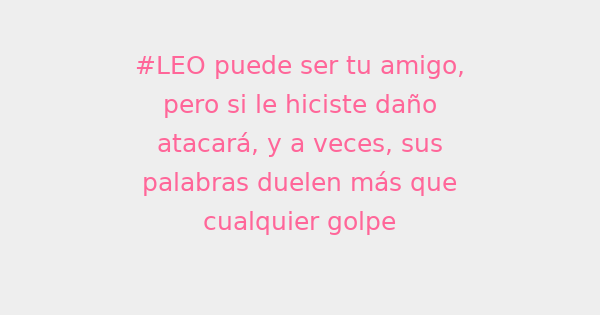 #LEO puede ser tu amigo,
pero si le hiciste daño
atacará, y a veces, sus
palabras duelen más que
cualquier golpe